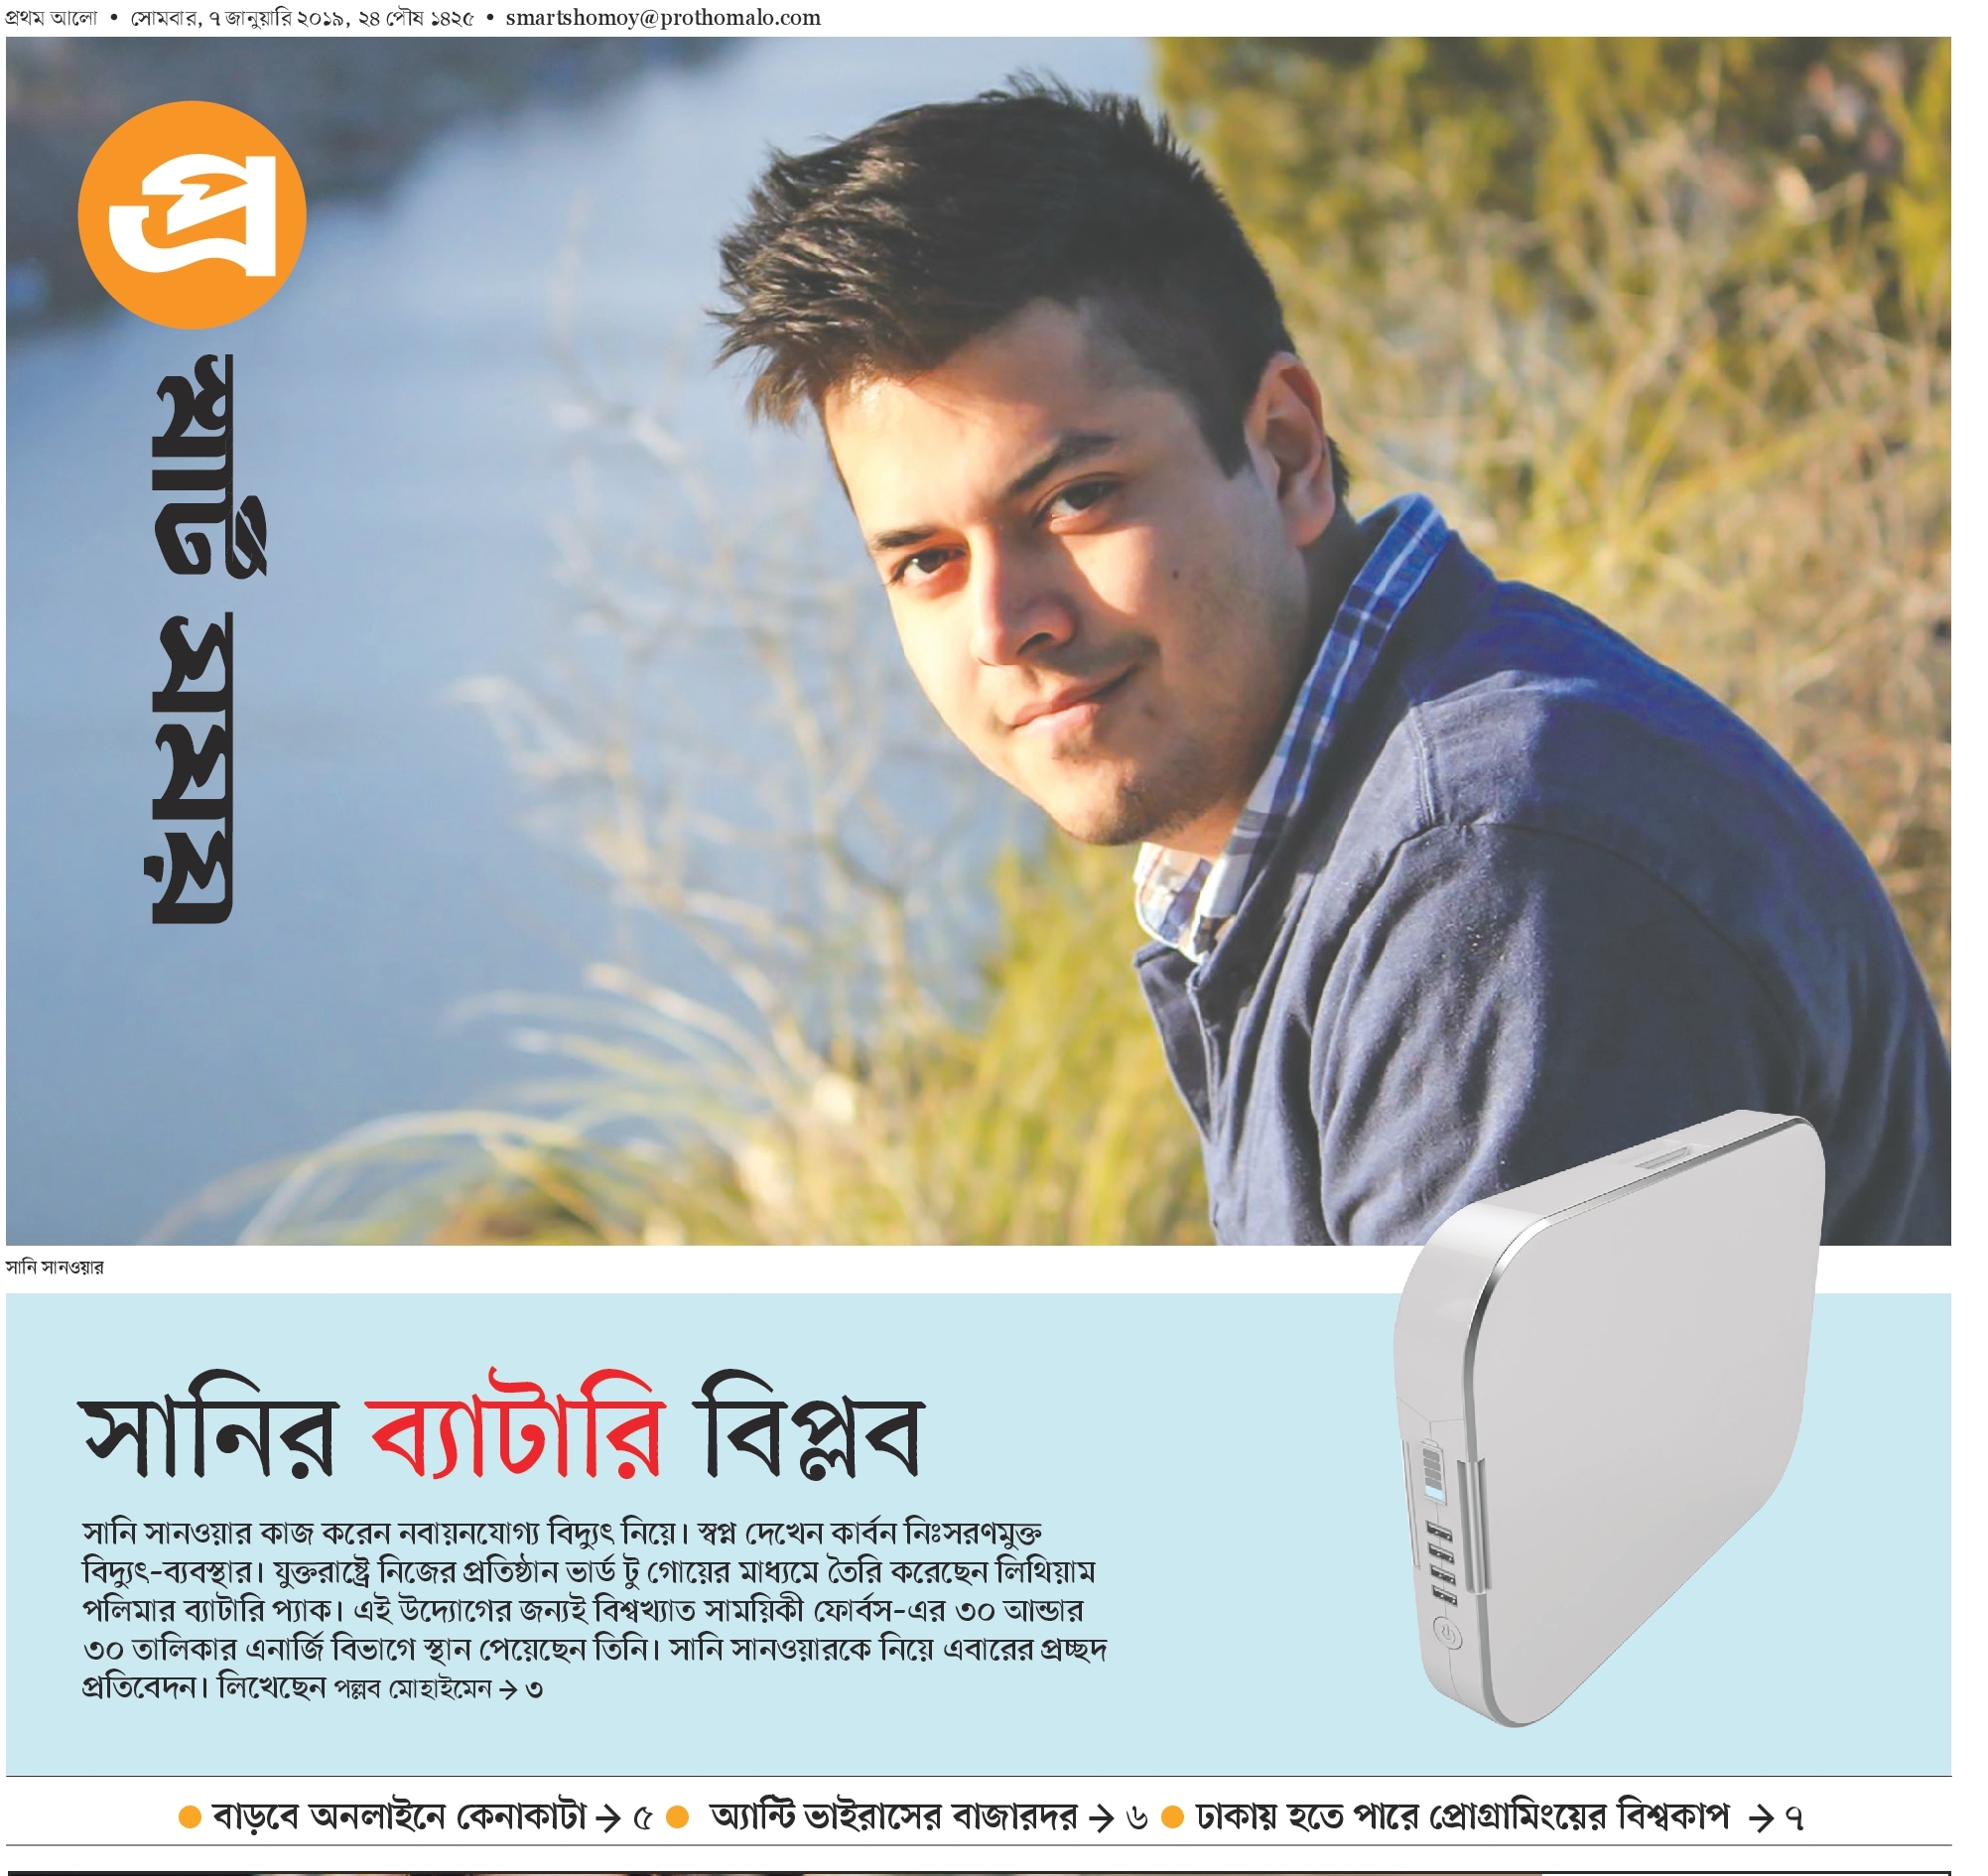 প্রথম আলো • সোমবার, ৭ জানুয়ারি ২০১৯, ২৪ পৌষ ১৪২৫ • smartshomoy@prothomalo.com
প্র
স্মার্ট সময়
সানি সানওয়ার
সানির ব্যাটারি বিপ্লব
সানি সানওয়ার কাজ করেন নবায়নযোগ্য বিদ্যুৎ নিয়ে। স্বপ্ন দেখেন কার্বন নিঃসরণমুক্ত
বিদ্যুৎ-ব্যবস্থার। যুক্তরাষ্ট্রে নিজের প্রতিষ্ঠান ভার্ড টু গোয়ের মাধ্যমে তৈরি করেছেন লিথিয়াম
পলিমার ব্যাটারি প্যাক। এই উদ্যোগের জন্যই বিশ্বখ্যাত সাময়িকী ফোর্বস-এর ৩০ আন্ডার
৩০ তালিকার এনার্জি বিভাগে স্থান পেয়েছেন তিনি। সানি সানওয়ারকে নিয়ে এবারের প্রচ্ছদ
প্রতিবেদন। লিখেছেন পল্লব মোহাইমেন → ৩
● বাড়বে অনলাইনে কেনাকাটা → ৫ ● অ্যান্টি ভাইরাসের বাজারদর → ৬ ● ঢাকায় হতে পারে প্রোগ্রামিংয়ের বিশ্বকাপ → ৭